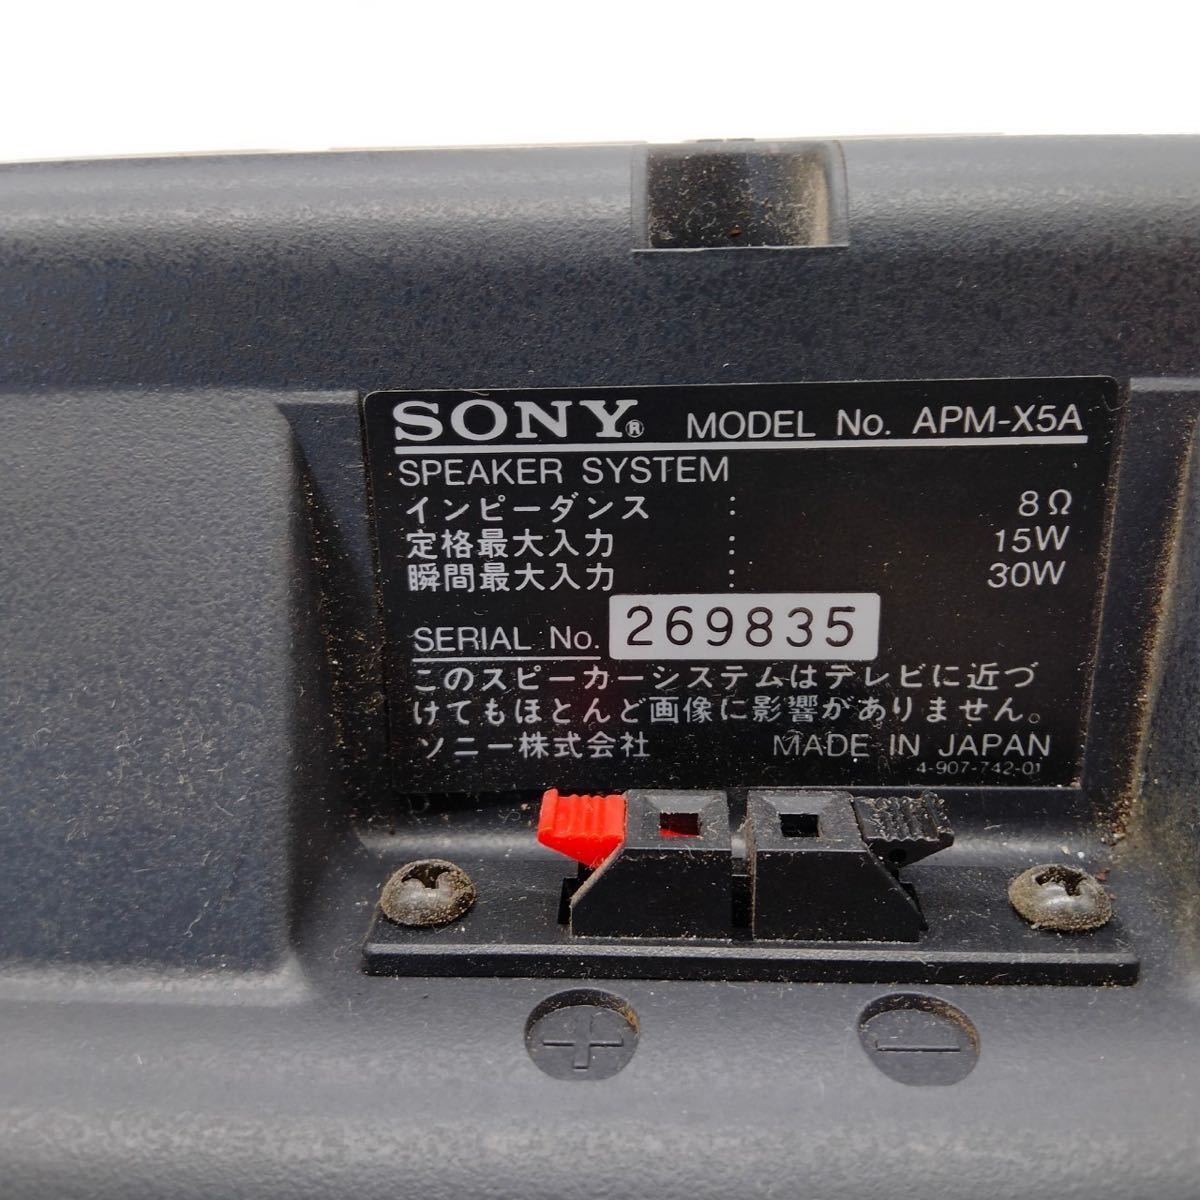 SONY® MODEL No. APM-X5A
SPEAKER SYSTEM
インピーダンス : 8Ω
定格最大入力 : 15W
瞬間最大入力 : 30W
SERIAL No. 269835
このスピーカーシステムはテレビに近づ
けてもほとんど画像に影響がありません。
ソニー株式会社 MADE IN JAPAN
4-907-742-01
+ −